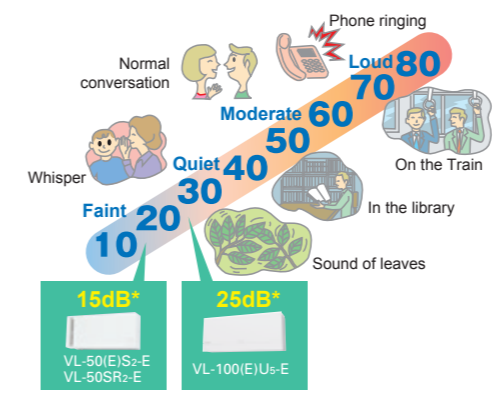 Phone ringing
Normal
conversation
Loud 80
70
Moderate 60
50
On the Train
Quiet 40
30
Whisper
In the library
Faint 20
10
Sound of leaves
15dB*
VL-50(E)S2-E
VL-50SR2-E
25dB*
VL-100(E)U5-E